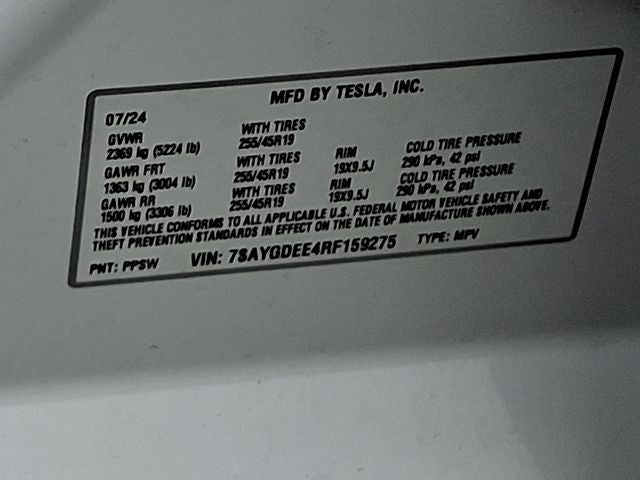 MFD BY TESLA, INC.
07/24
GVWR WITH TIRES
2369 kg (5224 lb) 255/45R19
GAWR FRT WITH TIRES RIM COLD TIRE PRESSURE
1363 kg (3004 lb) 255/45R19 19X9.5J 290 kPa, 42 psi
GAWR RR WITH TIRES RIM COLD TIRE PRESSURE
1500 kg (3306 lb) 255/45R19 19X9.5J 290 kPa, 42 psi
THIS VEHICLE CONFORMS TO ALL APPLICABLE U.S. FEDERAL MOTOR VEHICLE SAFETY AND
THEFT PREVENTION STANDARDS IN EFFECT ON THE DATE OF MANUFACTURE SHOWN ABOVE.
PNT: PPSW VIN: 7SAYGDEE4RF159275 TYPE: MPV